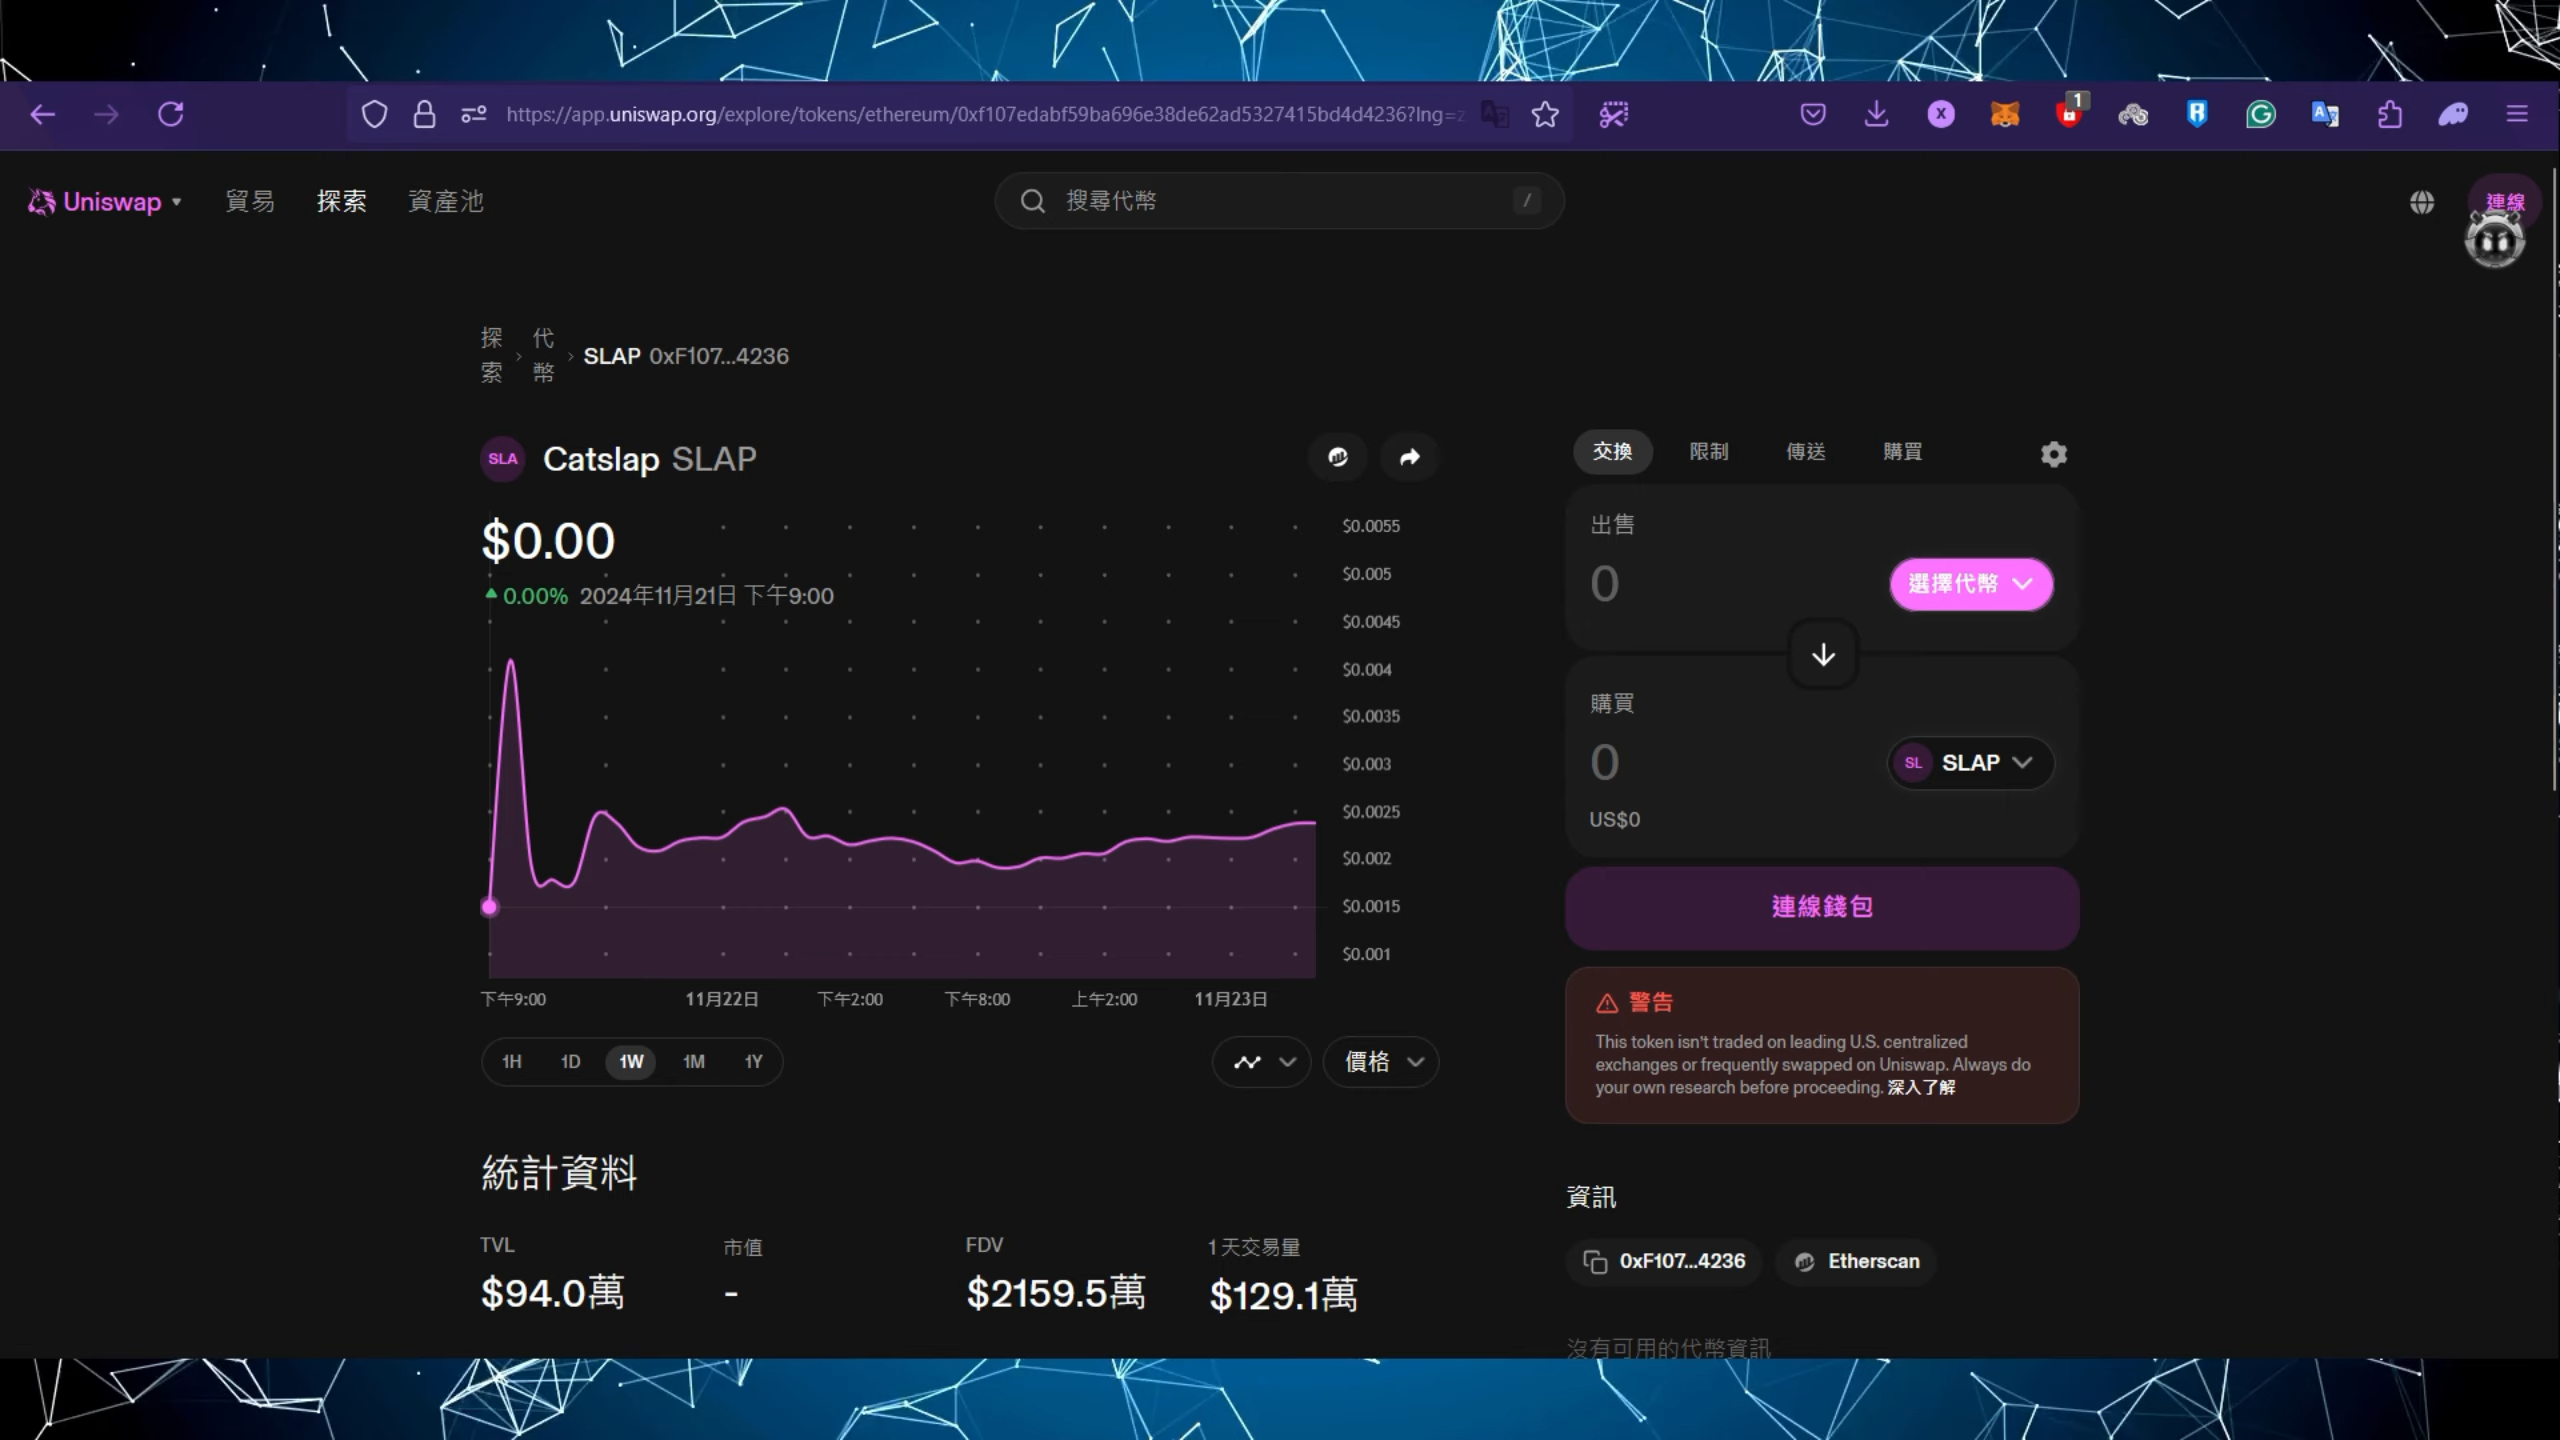 https://app.uniswap.org/explore/tokens/ethereum/0xf107edabf59ba696e38de62ad5327415bd4d4236?lng=z
1
Uniswap
貿易
探索
資產池
搜尋代幣
/
連線
探索
代幣
SLAP 0xF107...4236
SLA
Catslap SLAP
$0.00
0.00% 2024年11月21日 下午9:00
$0.0055
$0.005
$0.0045
$0.004
$0.0035
$0.003
$0.0025
$0.002
$0.0015
$0.001
下午9:00
11月22日
下午2:00
下午8:00
上午2:00
11月23日
1H
1D
1W
1M
1Y
價格
統計資料
TVL
$94.0萬
市值
-
FDV
$2159.5萬
1 天交易量
$129.1萬
交換
限制
傳送
購買
出售
0
選擇代幣
購買
0
SL SLAP
US$0
連線錢包
警告
This token isn't traded on leading U.S. centralized
exchanges or frequently swapped on Uniswap. Always do
your own research before proceeding. 深入了解
資訊
0xF107...4236
Etherscan
沒有可用的代幣資訊